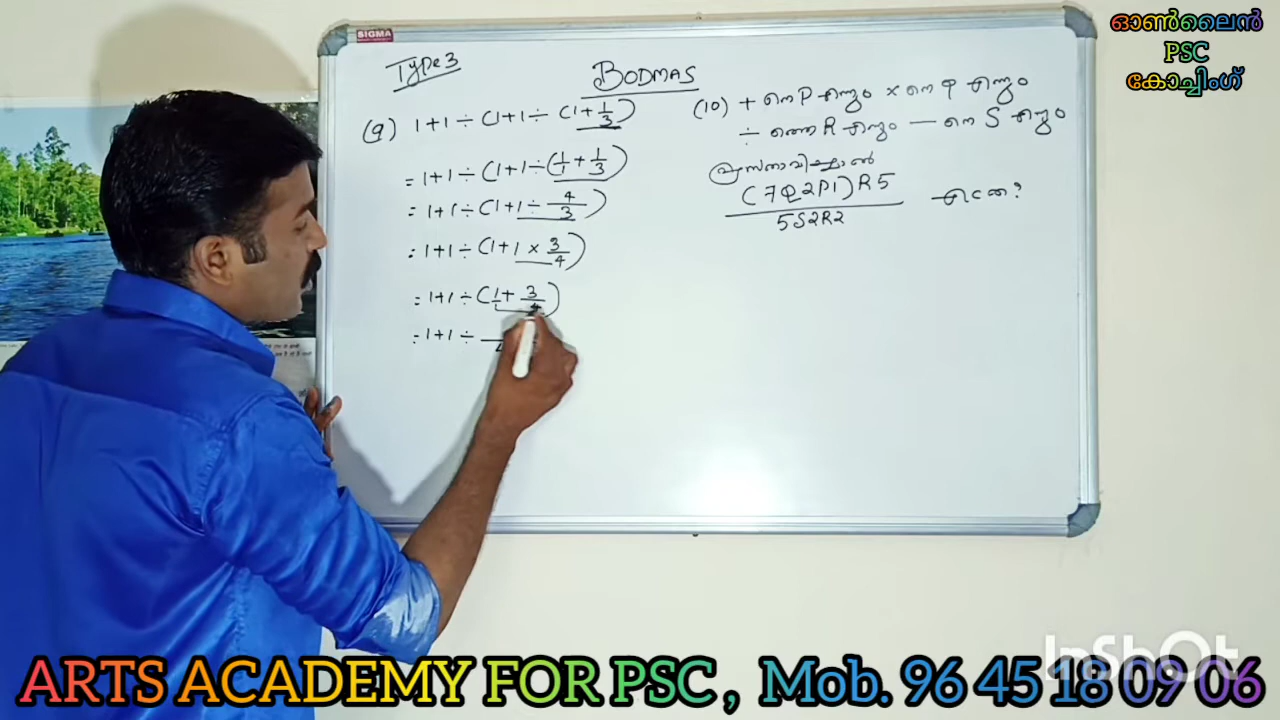 ഓൺലൈൻ
PSC
കോച്ചിംഗ്
SIGMA
Type 3
BODMAS
(9) 1+1÷(1+1÷(1+1/3)
= 1+1÷(1+1÷(1/1+1/3)
= 1+1÷(1+1÷4/3)
= 1+1÷(1+1×3/4)
= 1+1÷(1+3/4)
= 1+1÷
(10) + നെ P എന്നും × നെ Q എന്നും
÷ നെ R എന്നും – നെ S എന്നും
(7Q2P1)R5
5S2R2
എത്ര?
InShOt
ARTS ACADEMY FOR PSC , Mob. 96 45 18 09 06